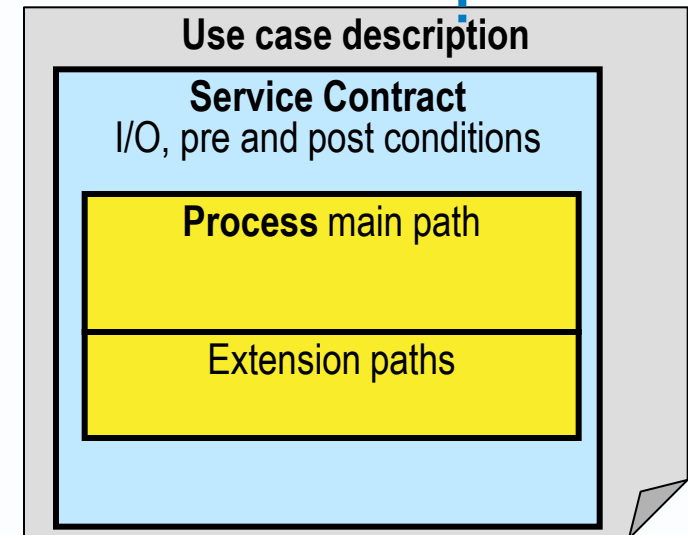 Use case description
Service Contract
I/O, pre and post conditions
Process main path
Extension paths